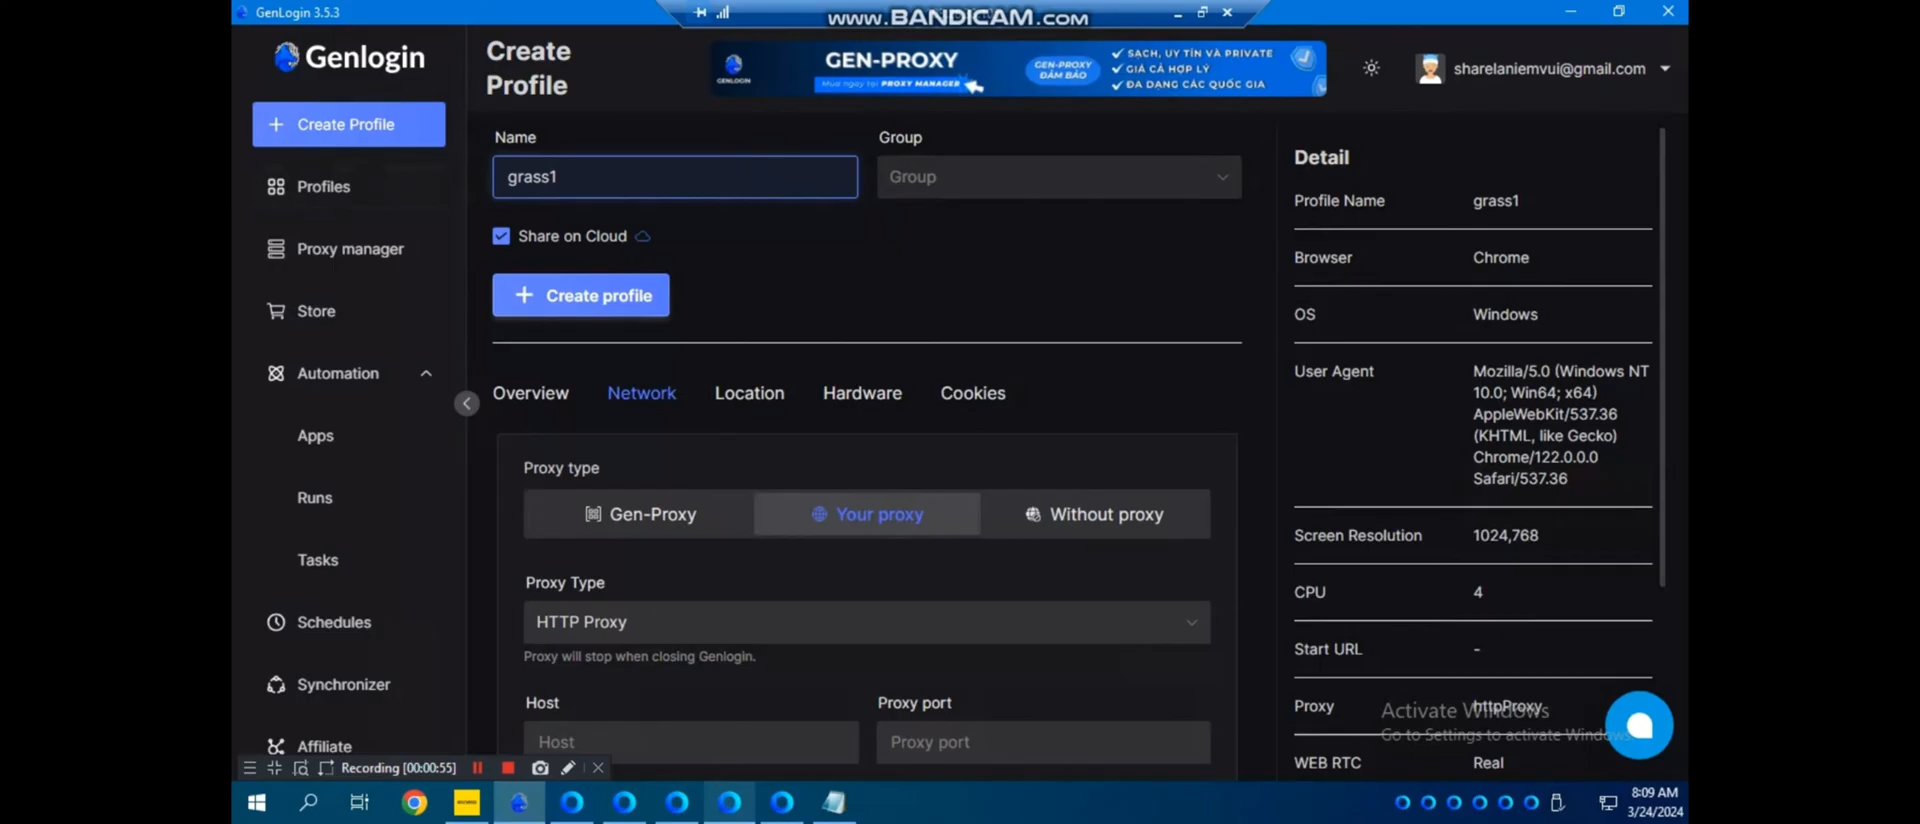 GenLogin 3.5.3
www.BANDICAM.com
Genlogin
Create
Profile
GENLOGIN
GEN-PROXY
Mua ngay tại PROXY MANAGER
GEN-PROXY
ĐẢM BẢO
SẠCH, UY TÍN VÀ PRIVATE
GIÁ CẢ HỢP LÝ
ĐA DẠNG CÁC QUỐC GIA
sharelaniemvui@gmail.com
Create Profile
Profiles
Proxy manager
Store
Automation
Apps
Runs
Tasks
Schedules
Synchronizer
Affiliate
Name
Group
grass1
Group
Share on Cloud
Create profile
Overview
Network
Location
Hardware
Cookies
Proxy type
Gen-Proxy
Your proxy
Without proxy
Proxy Type
HTTP Proxy
Proxy will stop when closing Genlogin.
Host
Proxy port
Host
Proxy port
Detail
Profile Name
grass1
Browser
Chrome
OS
Windows
User Agent
Mozilla/5.0 (Windows NT
10.0; Win64; x64)
AppleWebKit/537.36
(KHTML, like Gecko)
Chrome/122.0.0.0
Safari/537.36
Screen Resolution
1024,768
CPU
4
Start URL
-
Proxy
httpProxy
Activate Windows
Go to Settings to activate Windows
WEB RTC
Real
Recording [00:00:55]
8:09 AM
3/24/2024